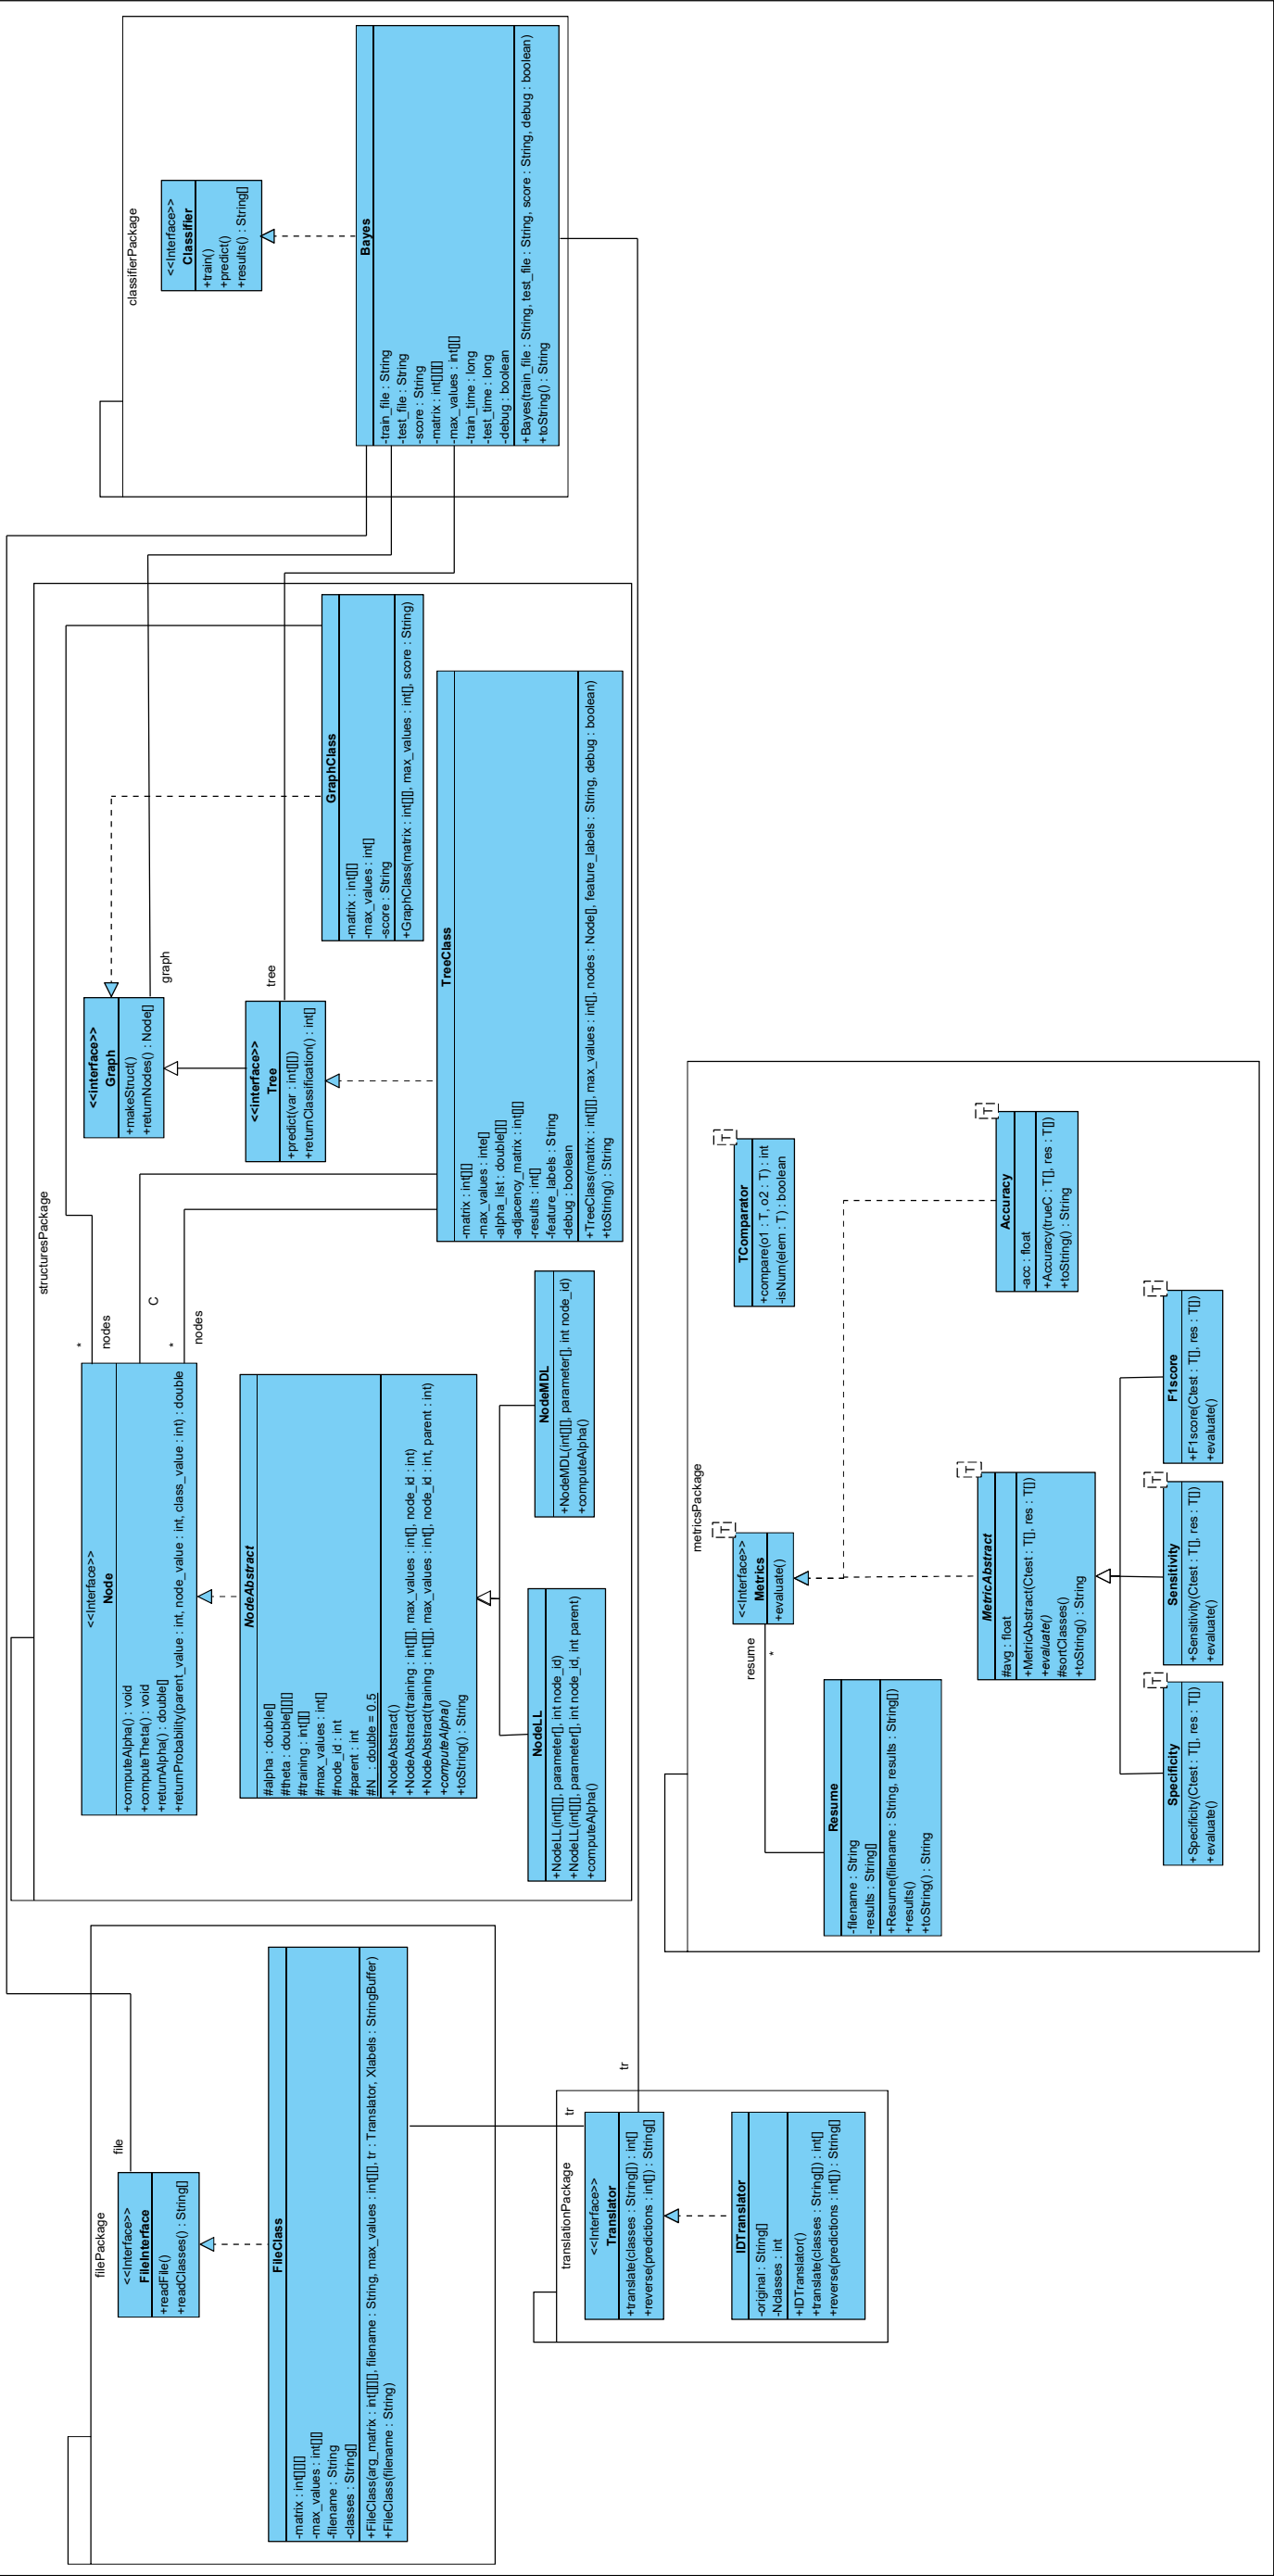 filePackage
file
<<Interface>>
FileInterface
+readFile()
+readClasses() : String[]
FileClass
-matrix : int[][][]
-max_values : int[][]
-filename : String
-classes : String[]
+FileClass(arg_matrix : int[][][], filename : String, max_values : int[][], tr : Translator, Xlabels : StringBuffer)
+FileClass(filename : String)
translationPackage
tr
tr
<<Interface>>
Translator
+translate(classes : String[]) : int[]
+reverse(predictions : int[]) : String[]
IDTranslator
-original : String[]
-Nclasses : int
+IDTranslator()
+translate(classes : String[]) : int[]
+reverse(predictions : int[]) : String[]
structuresPackage
<<Interface>>
Node
+computeAlpha() : void
+computeTheta() : void
+returnAlpha() : double[]
+returnProbability(parent_value : int, node_value : int, class_value : int) : double
*
nodes
C
*
nodes
NodeAbstract
#alpha : double[]
#theta : double[][][]
#training : int[][]
#max_values : int[]
#node_id : int
#parent : int
#N_ : double = 0.5
+NodeAbstract()
+NodeAbstract(training : int[][], max_values : int[], node_id : int)
+NodeAbstract(training : int[][], max_values : int[], node_id : int, parent : int)
+computeAlpha()
+toString() : String
NodeLL
+NodeLL(int[][], parameter[], int node_id)
+NodeLL(int[][], parameter[], int node_id, int parent)
+computeAlpha()
NodeMDL
+NodeMDL(int[][], parameter[], int node_id)
+computeAlpha()
<<interface>>
Graph
+makeStruct()
+returnNodes() : Node[]
graph
<<interface>>
Tree
+predict(var : int[][])
+returnClassification() : int[]
tree
GraphClass
-matrix : int[][]
-max_values : int[]
-score : String
+GraphClass(matrix : int[][], max_values : int[], score : String)
TreeClass
-matrix : int[][]
-max_values : inte[]
-alpha_list : double[][]
-adjacency_matrix : int[][]
-results : int[]
-feature_labels : String
-debug : boolean
+TreeClass(matrix : int[][], max_values : int[], nodes : Node[], feature_labels : String, debug : boolean)
+toString() : String
classifierPackage
<<Interface>>
Classifier
+train()
+predict()
+results() : String[]
Bayes
-train_file : String
-test_file : String
-score : String
-matrix : int[][][]
-max_values : int[][]
-train_time : long
-test_time : long
-debug : boolean
+Bayes(train_file : String, test_file : String, score : String, debug : boolean)
+toString() : String
metricsPackage
resume
*
<<Interface>>
Metrics
+evaluate()
T
TComparator
+compare(o1 : T, o2 : T) : int
-isNum(elem : T) : boolean
T
Resume
-filename : String
-results : String[]
+Resume(filename : String, results : String[])
+results()
+toString() : String
MetricAbstract
#avg : float
+MetricAbstract(Ctest : T[], res : T[])
+evaluate()
#sortClasses()
+toString() : String
T
Accuracy
-acc : float
+Accuracy(trueC : T[], res : T[])
+toString() : String
T
Specificity
+Specificity(Ctest : T[], res : T[])
+evaluate()
T
Sensitivity
+Sensitivity(Ctest : T[], res : T[])
+evaluate()
T
F1score
+F1score(Ctest : T[], res : T[])
+evaluate()
T